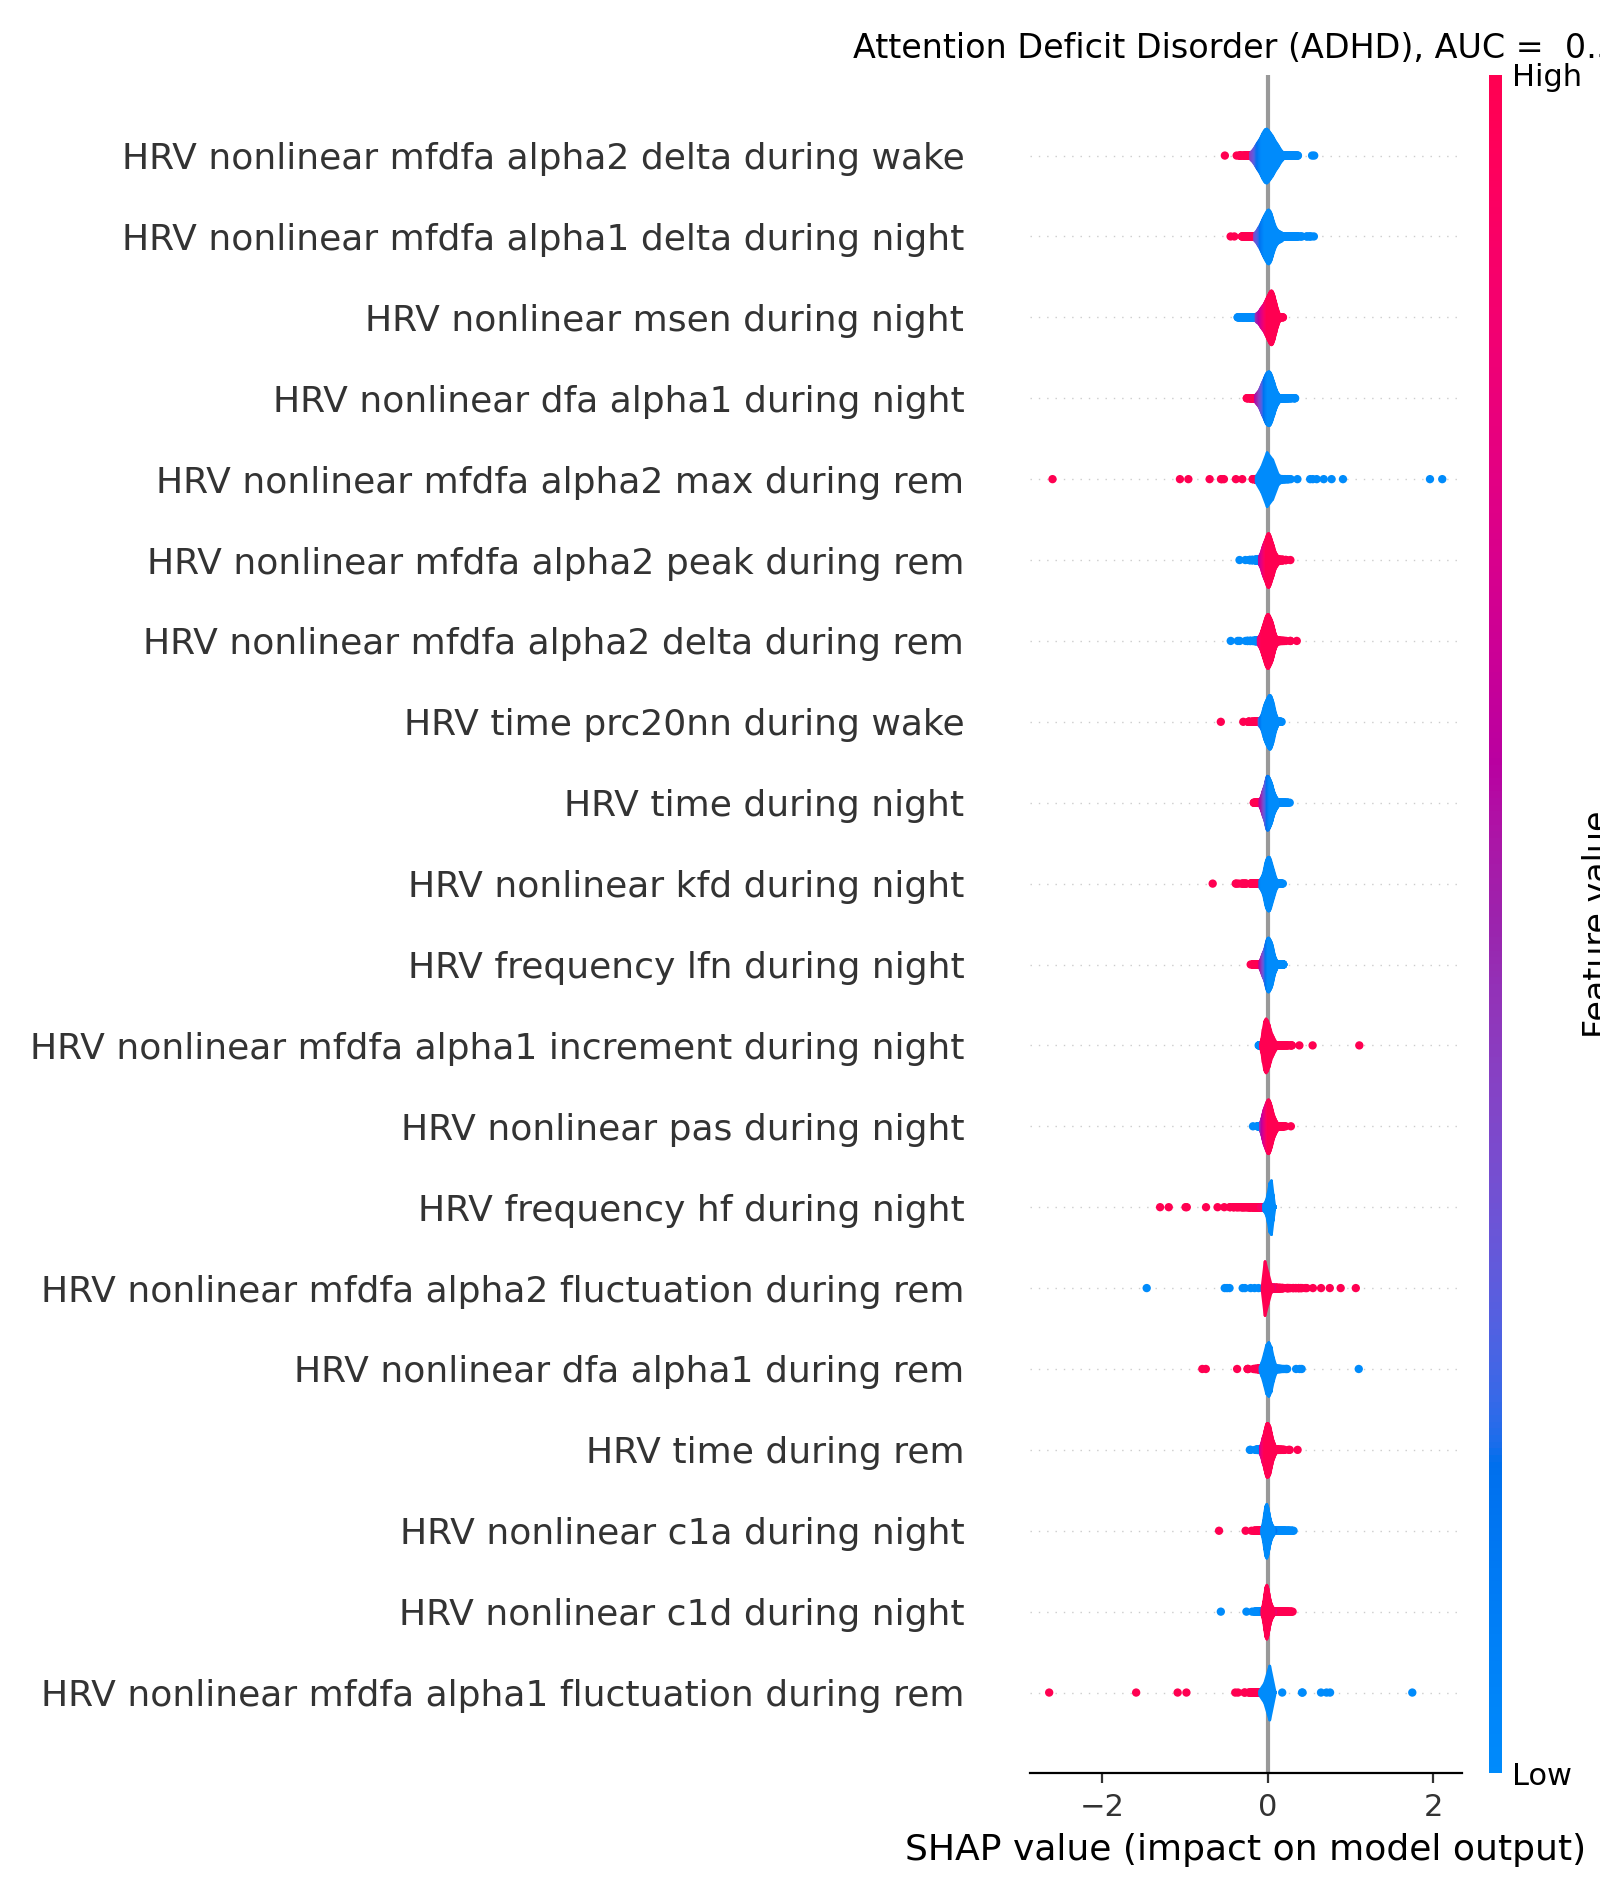 Attention Deficit Disorder (ADHD), AUC = 0.
High
HRV nonlinear mfdfa alpha2 delta during wake
HRV nonlinear mfdfa alpha1 delta during night
HRV nonlinear msen during night
HRV nonlinear dfa alpha1 during night
HRV nonlinear mfdfa alpha2 max during rem
HRV nonlinear mfdfa alpha2 peak during rem
HRV nonlinear mfdfa alpha2 delta during rem
HRV time prc20nn during wake
HRV time during night
HRV nonlinear kfd during night
HRV frequency lfn during night
HRV nonlinear mfdfa alpha1 increment during night
HRV nonlinear pas during night
HRV frequency hf during night
HRV nonlinear mfdfa alpha2 fluctuation during rem
HRV nonlinear dfa alpha1 during rem
HRV time during rem
HRV nonlinear c1a during night
HRV nonlinear c1d during night
HRV nonlinear mfdfa alpha1 fluctuation during rem
Feature value
Low
−2 0 2
SHAP value (impact on model output)